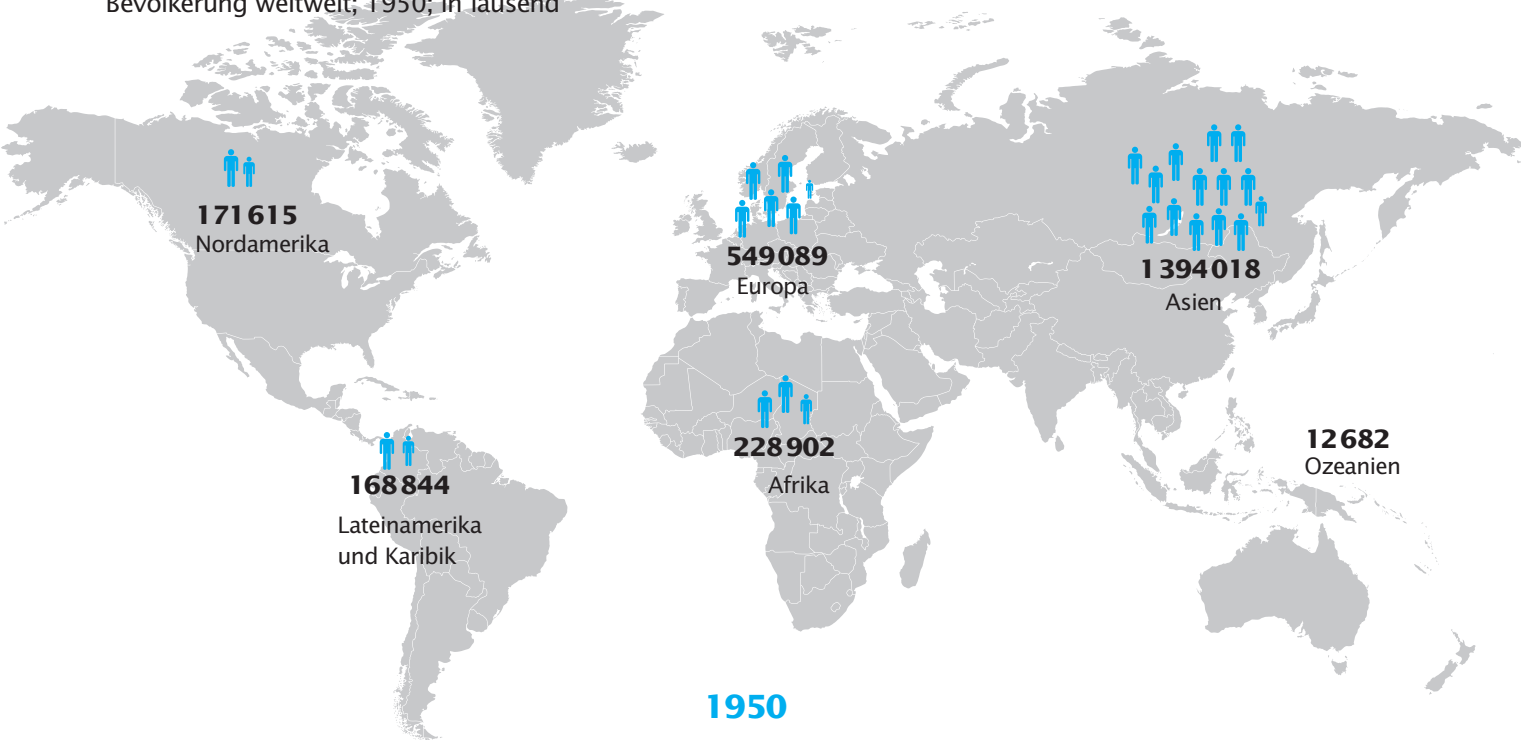 Bevölkerung weltweit; 1950; in Tausend
171 615
Nordamerika
549 089
Europa
1 394 018
Asien
228 902
Afrika
12 682
Ozeanien
168 844
Lateinamerika
und Karibik
1950